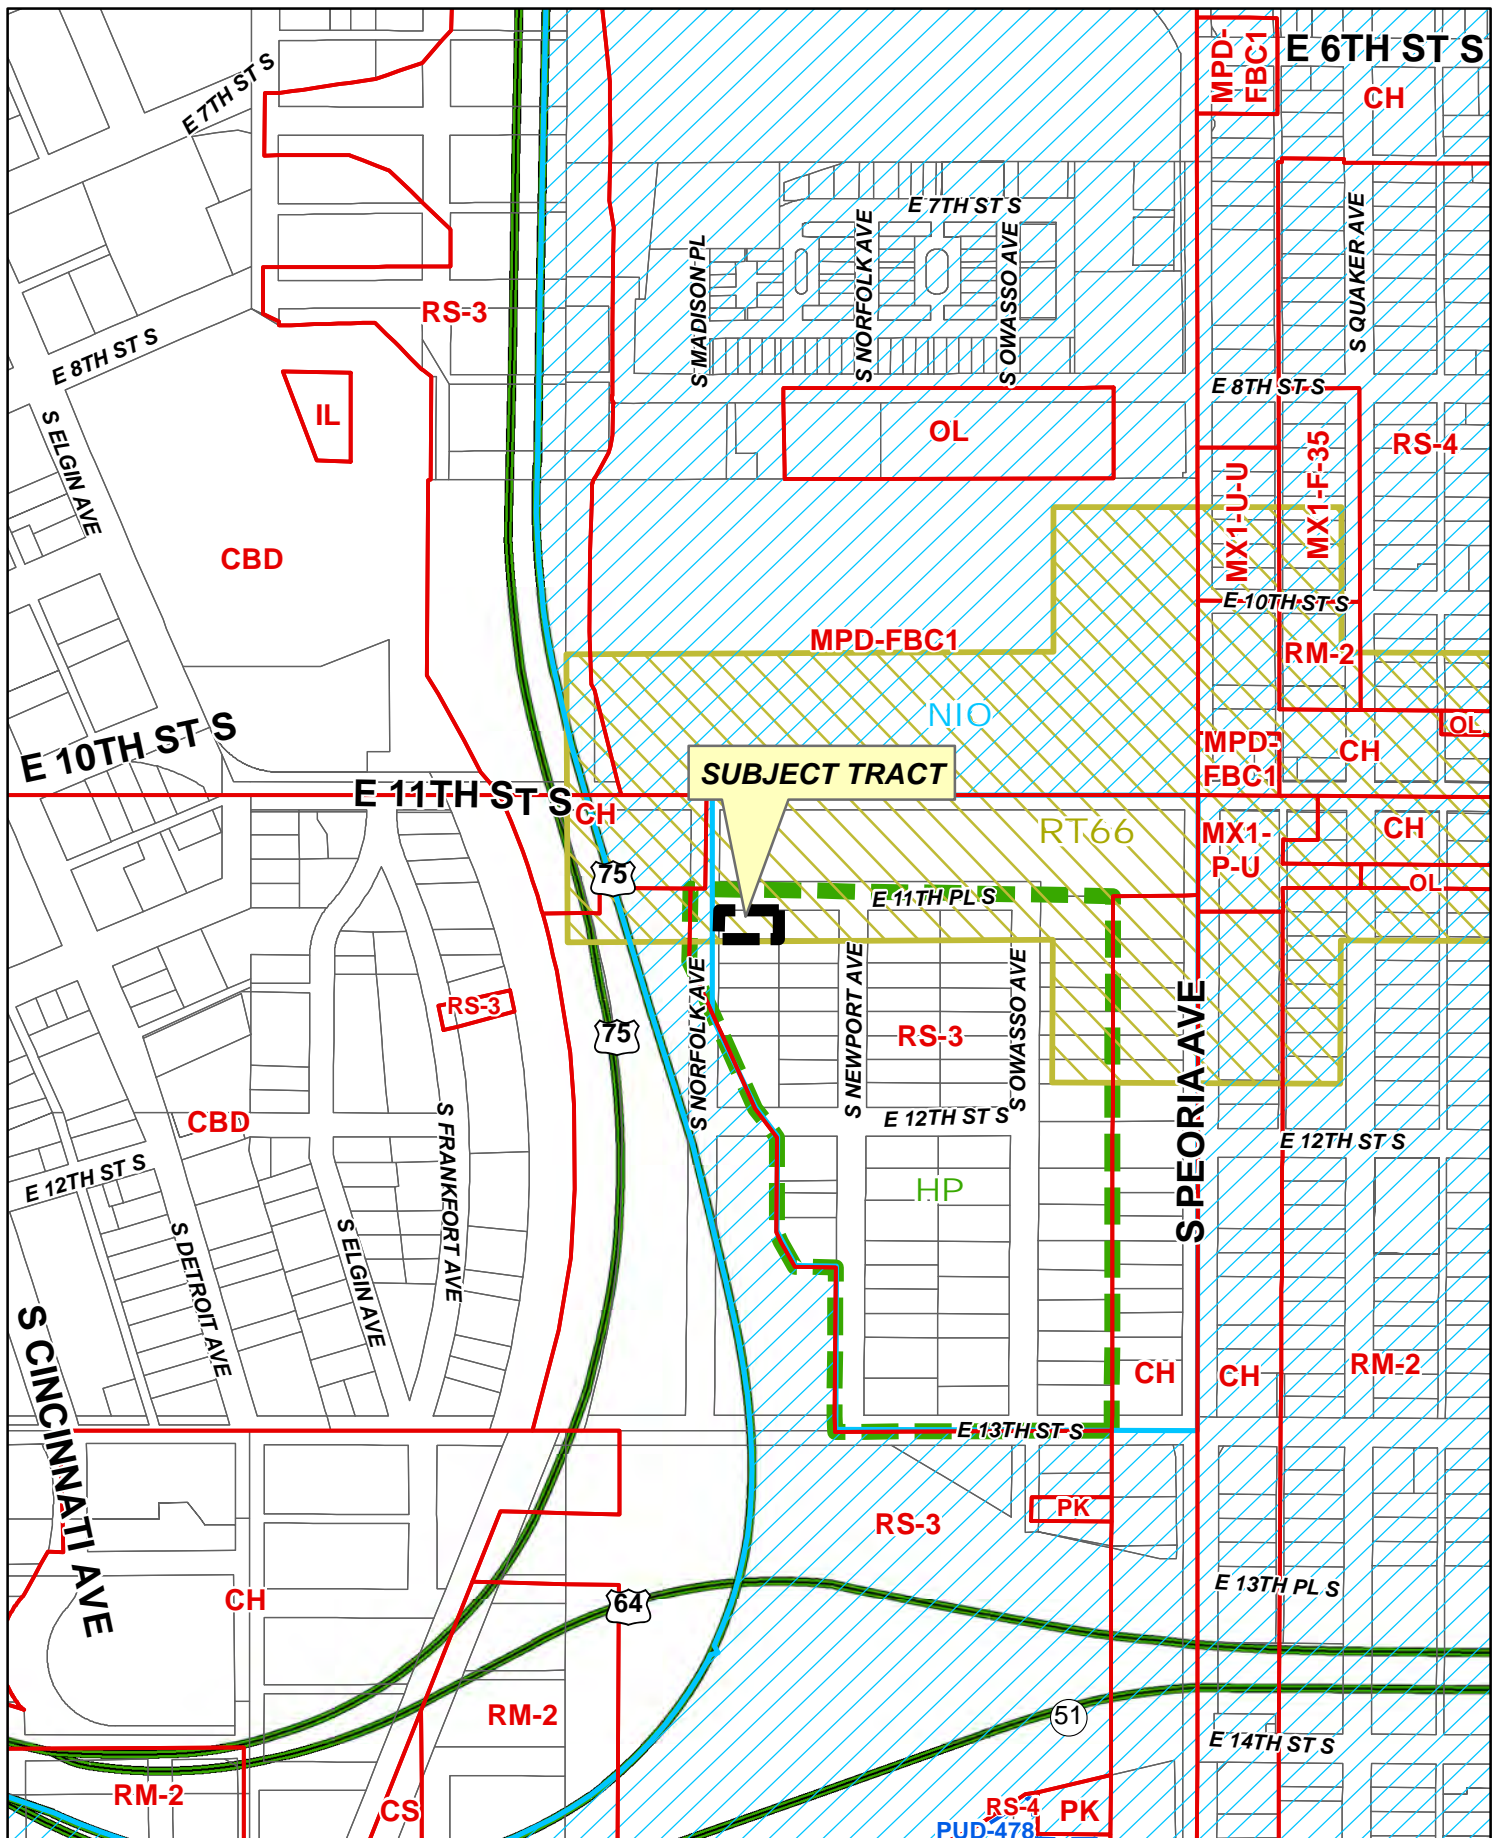 MPD-
FBC1
E 6TH ST S
CH
E 7TH ST S
E 7TH ST S
S QUAKER AVE
S MADISON PL
S NORFOLK AVE
S OWASSO AVE
RS-3
E 8TH ST S
E 8TH ST S
IL
OL
S ELGIN AVE
MX1-U-U
MX1-F-35
RS-4
CBD
E 10TH ST S
MPD-FBC1
RM-2
NIO
E 10TH ST S
MPD-
FBC1
CH
OL
SUBJECT TRACT
E 11TH ST S
CH
RT66
MX1-
P-U
CH
75
OL
E 11TH PL S
S NORFOLK AVE
S NEWPORT AVE
S OWASSO AVE
RS-3
75
RS-3
S PEORIA AVE
CBD
E 12TH ST S
E 12TH ST S
E 12TH ST S
S FRANKFORT AVE
HP
S DETROIT AVE
S ELGIN AVE
S CINCINNATI AVE
CH
CH
RM-2
E 13TH ST S
PK
RS-3
E 13TH PL S
CH
64
RM-2
51
E 14TH ST S
RM-2
CS
RS-4
PK
PUD-478